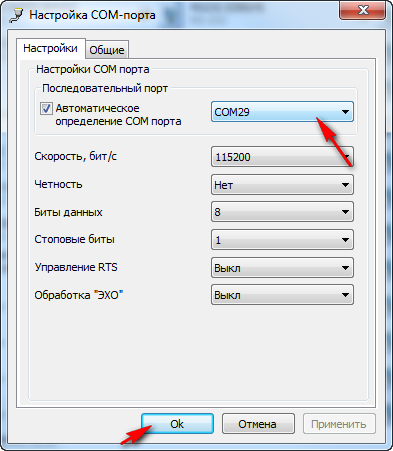 Настройка COM-порта
Настройки
Общие
Настройки COM порта
Последовательный порт
Автоматическое
определение COM порта
COM29
Скорость, бит/с
115200
Четность
Нет
Биты данных
8
Стоповые биты
1
Управление RTS
Выкл
Обработка "ЭХО"
Выкл
Ok
Отмена
Применить